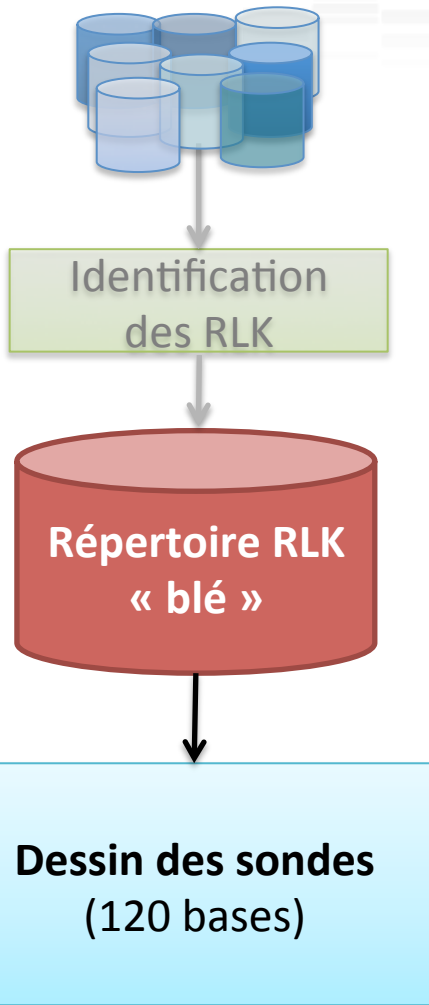 Identification
des RLK
Répertoire RLK
« blé »
Dessin des sondes
(120 bases)